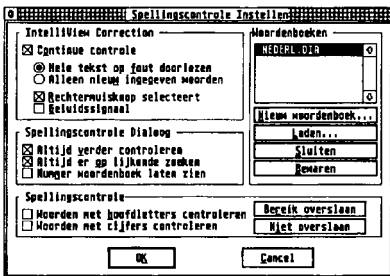 Spellingscontrole Instellen
IntelliView Correction
Continue controle
Hele tekst op fout doorlezen
Alleen nieuw ingegeven woorden
Rechtermuisknop selecteert
Geluidssignaal
Spellingscontrole Dialoog
Altijd verder controleren
Altijd er op lijkende zoeken
Nummer woordenboek laten zien
Woordenboeken
NEDERL.DIA
Nieuw woordenboek...
Laden...
Sluiten
Bewaren
Spellingscontrole
Woorden met hoofdletters controleren
Woorden met cijfers controleren
Bereik overslaan
Niet overslaan
OK
Cancel